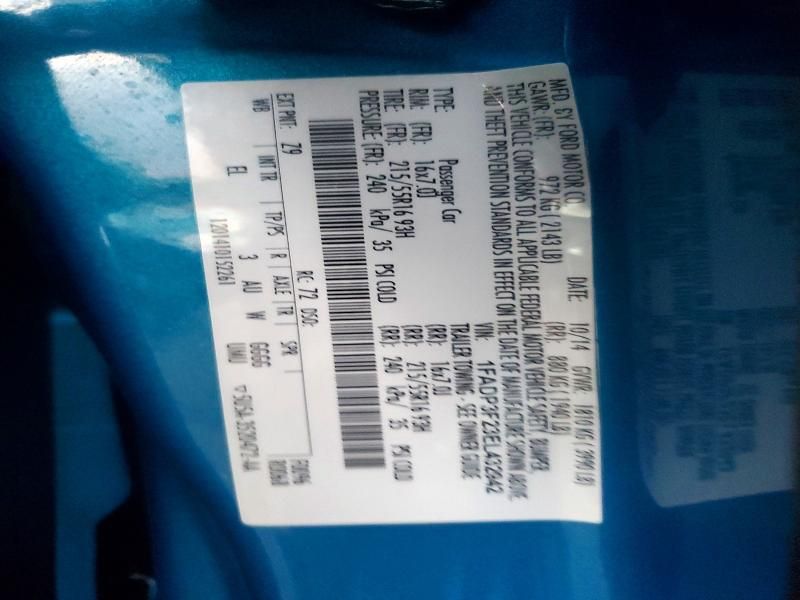 MFD. BY FORD MOTOR CO. DATE: 10/14 GVWR: 1810 KG ( 3990 LB)
GAWR: (FR): 972 KG ( 2143 LB) (RR): 880 KG ( 1940 LB)
THIS VEHICLE CONFORMS TO ALL APPLICABLE FEDERAL MOTOR VEHICLE SAFETY, BUMPER,
AND THEFT PREVENTION STANDARDS IN EFFECT ON THE DATE OF MANUFACTURE SHOWN ABOVE.
VIN: 1FADP3F23EL432642
TYPE: Passenger Car TRAILER TOWING - SEE OWNER GUIDE
RIM: (FR): 16x7.0J (RR): 16x7.0J
TIRE: (FR): 215/55R16 93H (RR): 215/55R16 93H
PRESSURE: (FR): 240 kPa/ 35 PSI COLD (RR): 240 kPa/ 35 PSI COLD
EXT PNT: Z9 RC: 72 DSO:
WB INT TR TP/PS R AXLE TR SPR
EL 3 AU W GGGG
1201410152261 UMU